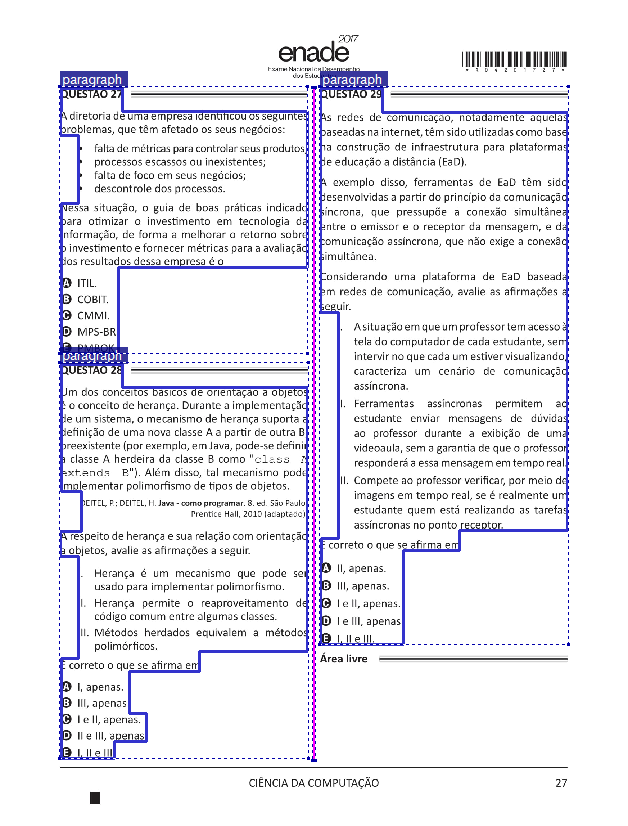 2017
enade
Exame Nacional de Desempenho
dos Estud
* R 0 4 2 0 1 7 2 7 *
paragraph
QUESTÃO 27
A diretoria de uma empresa identificou os seguintes
problemas, que têm afetado os seus negócios:
• falta de métricas para controlar seus produtos;
• processos escassos ou inexistentes;
• falta de foco em seus negócios;
• descontrole dos processos.
Nessa situação, o guia de boas práticas indicado
para otimizar o investimento em tecnologia da
informação, de forma a melhorar o retorno sobre
o investimento e fornecer métricas para a avaliação
dos resultados dessa empresa é o
A ITIL.
B COBIT.
C CMMI.
D MPS-BR.
E PMBOK.
paragraph
QUESTÃO 28
Um dos conceitos básicos de orientação a objetos
é o conceito de herança. Durante a implementação
de um sistema, o mecanismo de herança suporta a
definição de uma nova classe A a partir de outra B
preexistente (por exemplo, em Java, pode-se definir
a classe A herdeira da classe B como "class A
extends B"). Além disso, tal mecanismo pode
implementar polimorfismo de tipos de objetos.
DEITEL, P.; DEITEL, H. Java - como programar. 8. ed. São Paulo:
Prentice Hall, 2010 (adaptado).
A respeito de herança e sua relação com orientação
a objetos, avalie as afirmações a seguir.
I. Herança é um mecanismo que pode ser
usado para implementar polimorfismo.
II. Herança permite o reaproveitamento de
código comum entre algumas classes.
III. Métodos herdados equivalem a métodos
polimórficos.
É correto o que se afirma em
A I, apenas.
B III, apenas.
C I e II, apenas.
D II e III, apenas.
E I, II e III.
paragraph
QUESTÃO 29
As redes de comunicação, notadamente aquelas
baseadas na internet, têm sido utilizadas como base
na construção de infraestrutura para plataformas
de educação a distância (EaD).
A exemplo disso, ferramentas de EaD têm sido
desenvolvidas a partir do princípio da comunicação
síncrona, que pressupõe a conexão simultânea
entre o emissor e o receptor da mensagem, e da
comunicação assíncrona, que não exige a conexão
simultânea.
Considerando uma plataforma de EaD baseada
em redes de comunicação, avalie as afirmações a
seguir.
I. A situação em que um professor tem acesso à
tela do computador de cada estudante, sem
intervir no que cada um estiver visualizando,
caracteriza um cenário de comunicação
assíncrona.
II. Ferramentas assíncronas permitem ao
estudante enviar mensagens de dúvidas
ao professor durante a exibição de uma
videoaula, sem a garantia de que o professor
responderá a essa mensagem em tempo real.
III. Compete ao professor verificar, por meio de
imagens em tempo real, se é realmente um
estudante quem está realizando as tarefas
assíncronas no ponto receptor.
É correto o que se afirma em
A II, apenas.
B III, apenas.
C I e II, apenas.
D I e III, apenas.
E I, II e III.
Área livre
CIÊNCIA DA COMPUTAÇÃO
27